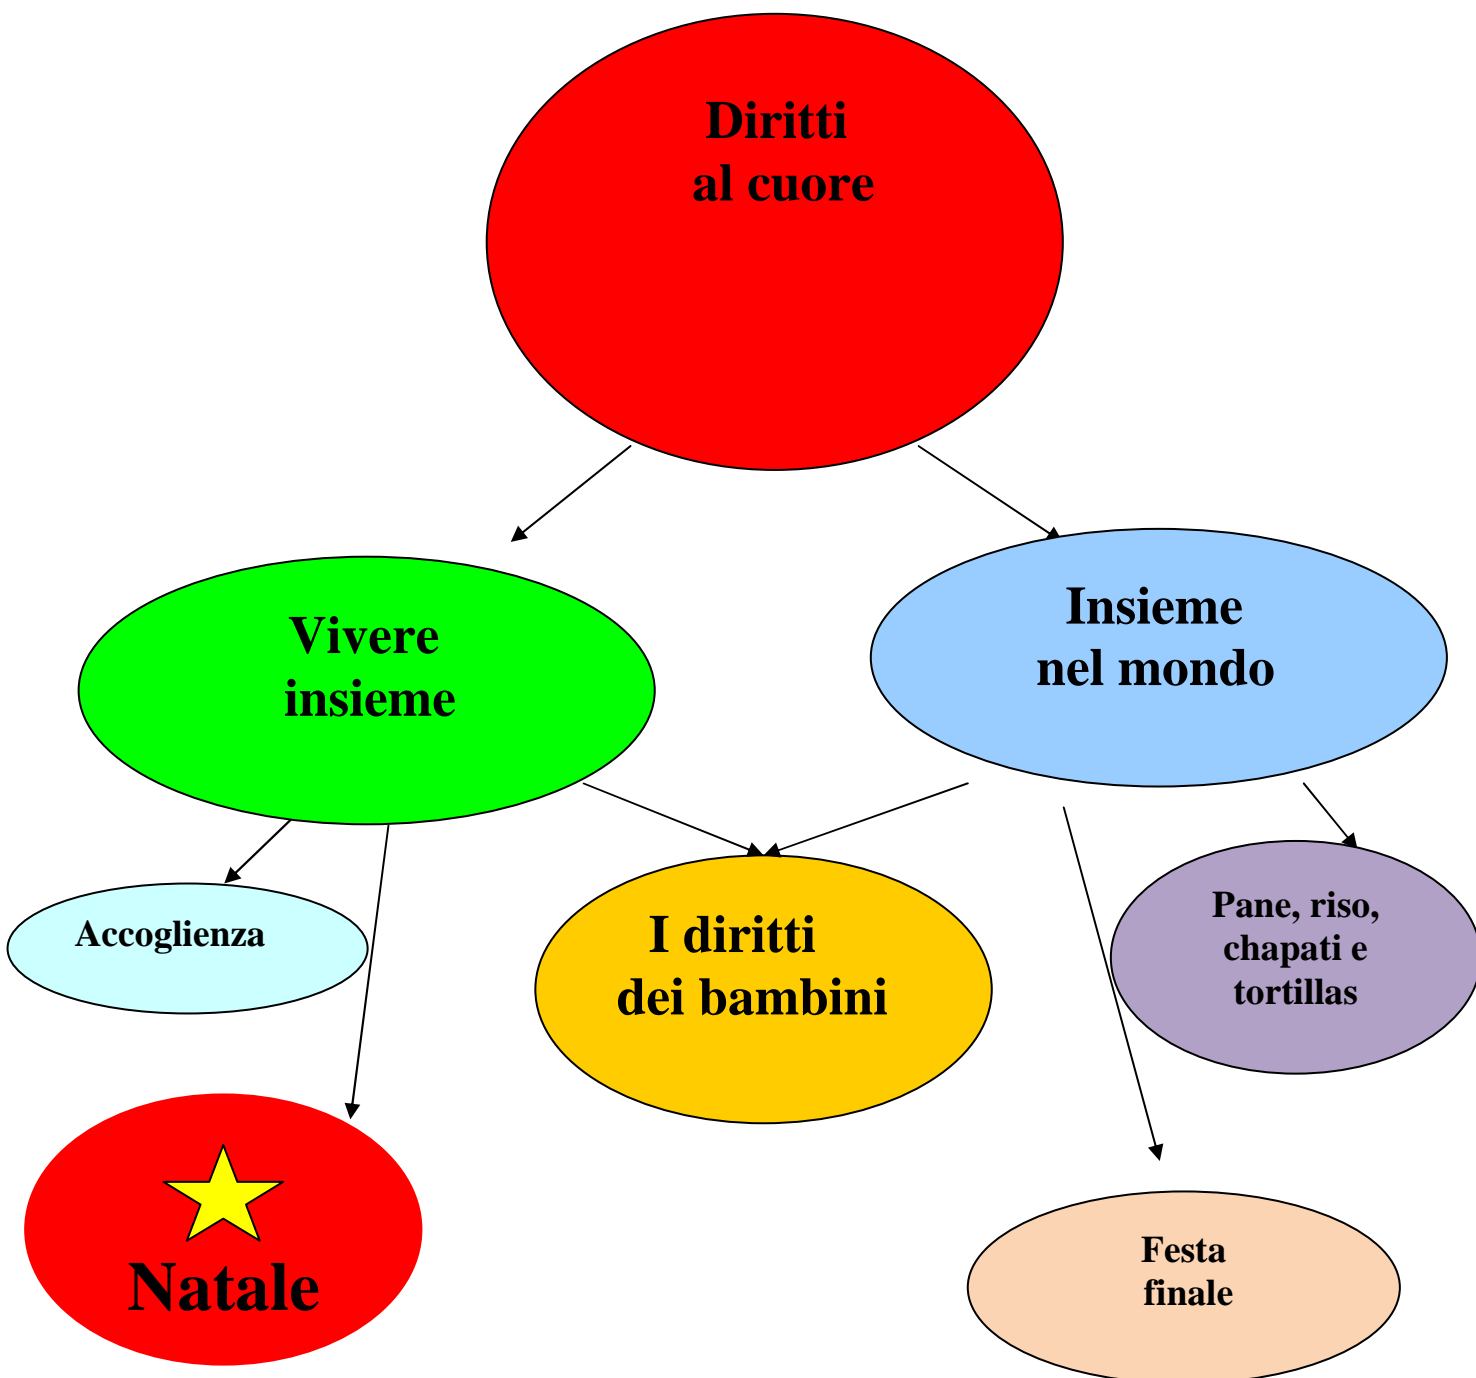 Diritti
al cuore
Vivere
insieme
Insieme
nel mondo
Accoglienza
I diritti
dei bambini
Pane, riso,
chapati e
tortillas
Natale
Festa
finale